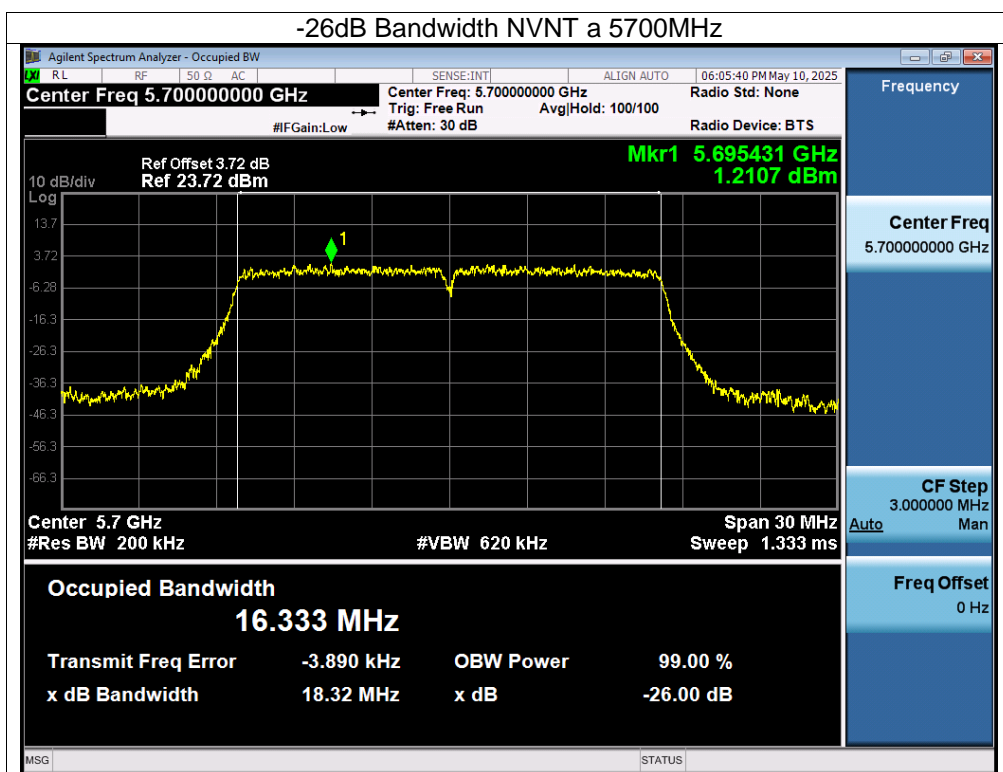 -26dB Bandwidth NVNT a 5700MHz
Agilent Spectrum Analyzer - Occupied BW
LXI RL RF 50 Ω AC SENSE:INT ALIGN AUTO 06:05:40 PM May 10, 2025
Center Freq 5.700000000 GHz Center Freq: 5.700000000 GHz Radio Std: None
Trig: Free Run Avg|Hold: 100/100
#IFGain:Low #Atten: 30 dB Radio Device: BTS
Frequency
Mkr1 5.695431 GHz
1.2107 dBm
Ref Offset 3.72 dB
10 dB/div Ref 23.72 dBm
Log
13.7
3.72
-6.28
-16.3
-26.3
-36.3
-46.3
-56.3
-66.3
1
Center 5.7 GHz Span 30 MHz
#Res BW 200 kHz #VBW 620 kHz Sweep 1.333 ms
Center Freq
5.700000000 GHz
CF Step
3.000000 MHz
Auto Man
Freq Offset
0 Hz
Occupied Bandwidth
16.333 MHz
Transmit Freq Error -3.890 kHz OBW Power 99.00 %
x dB Bandwidth 18.32 MHz x dB -26.00 dB
MSG STATUS